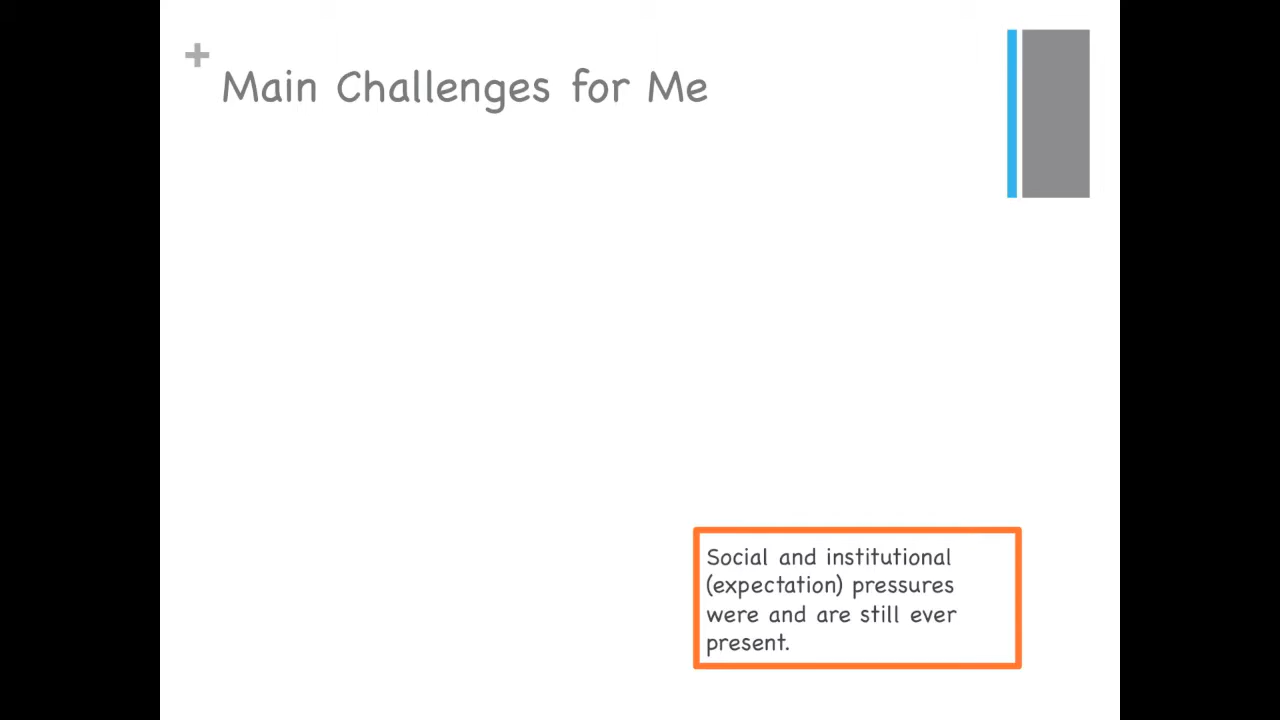 +
Main Challenges for Me
Social and institutional
(expectation) pressures
were and are still ever
present.